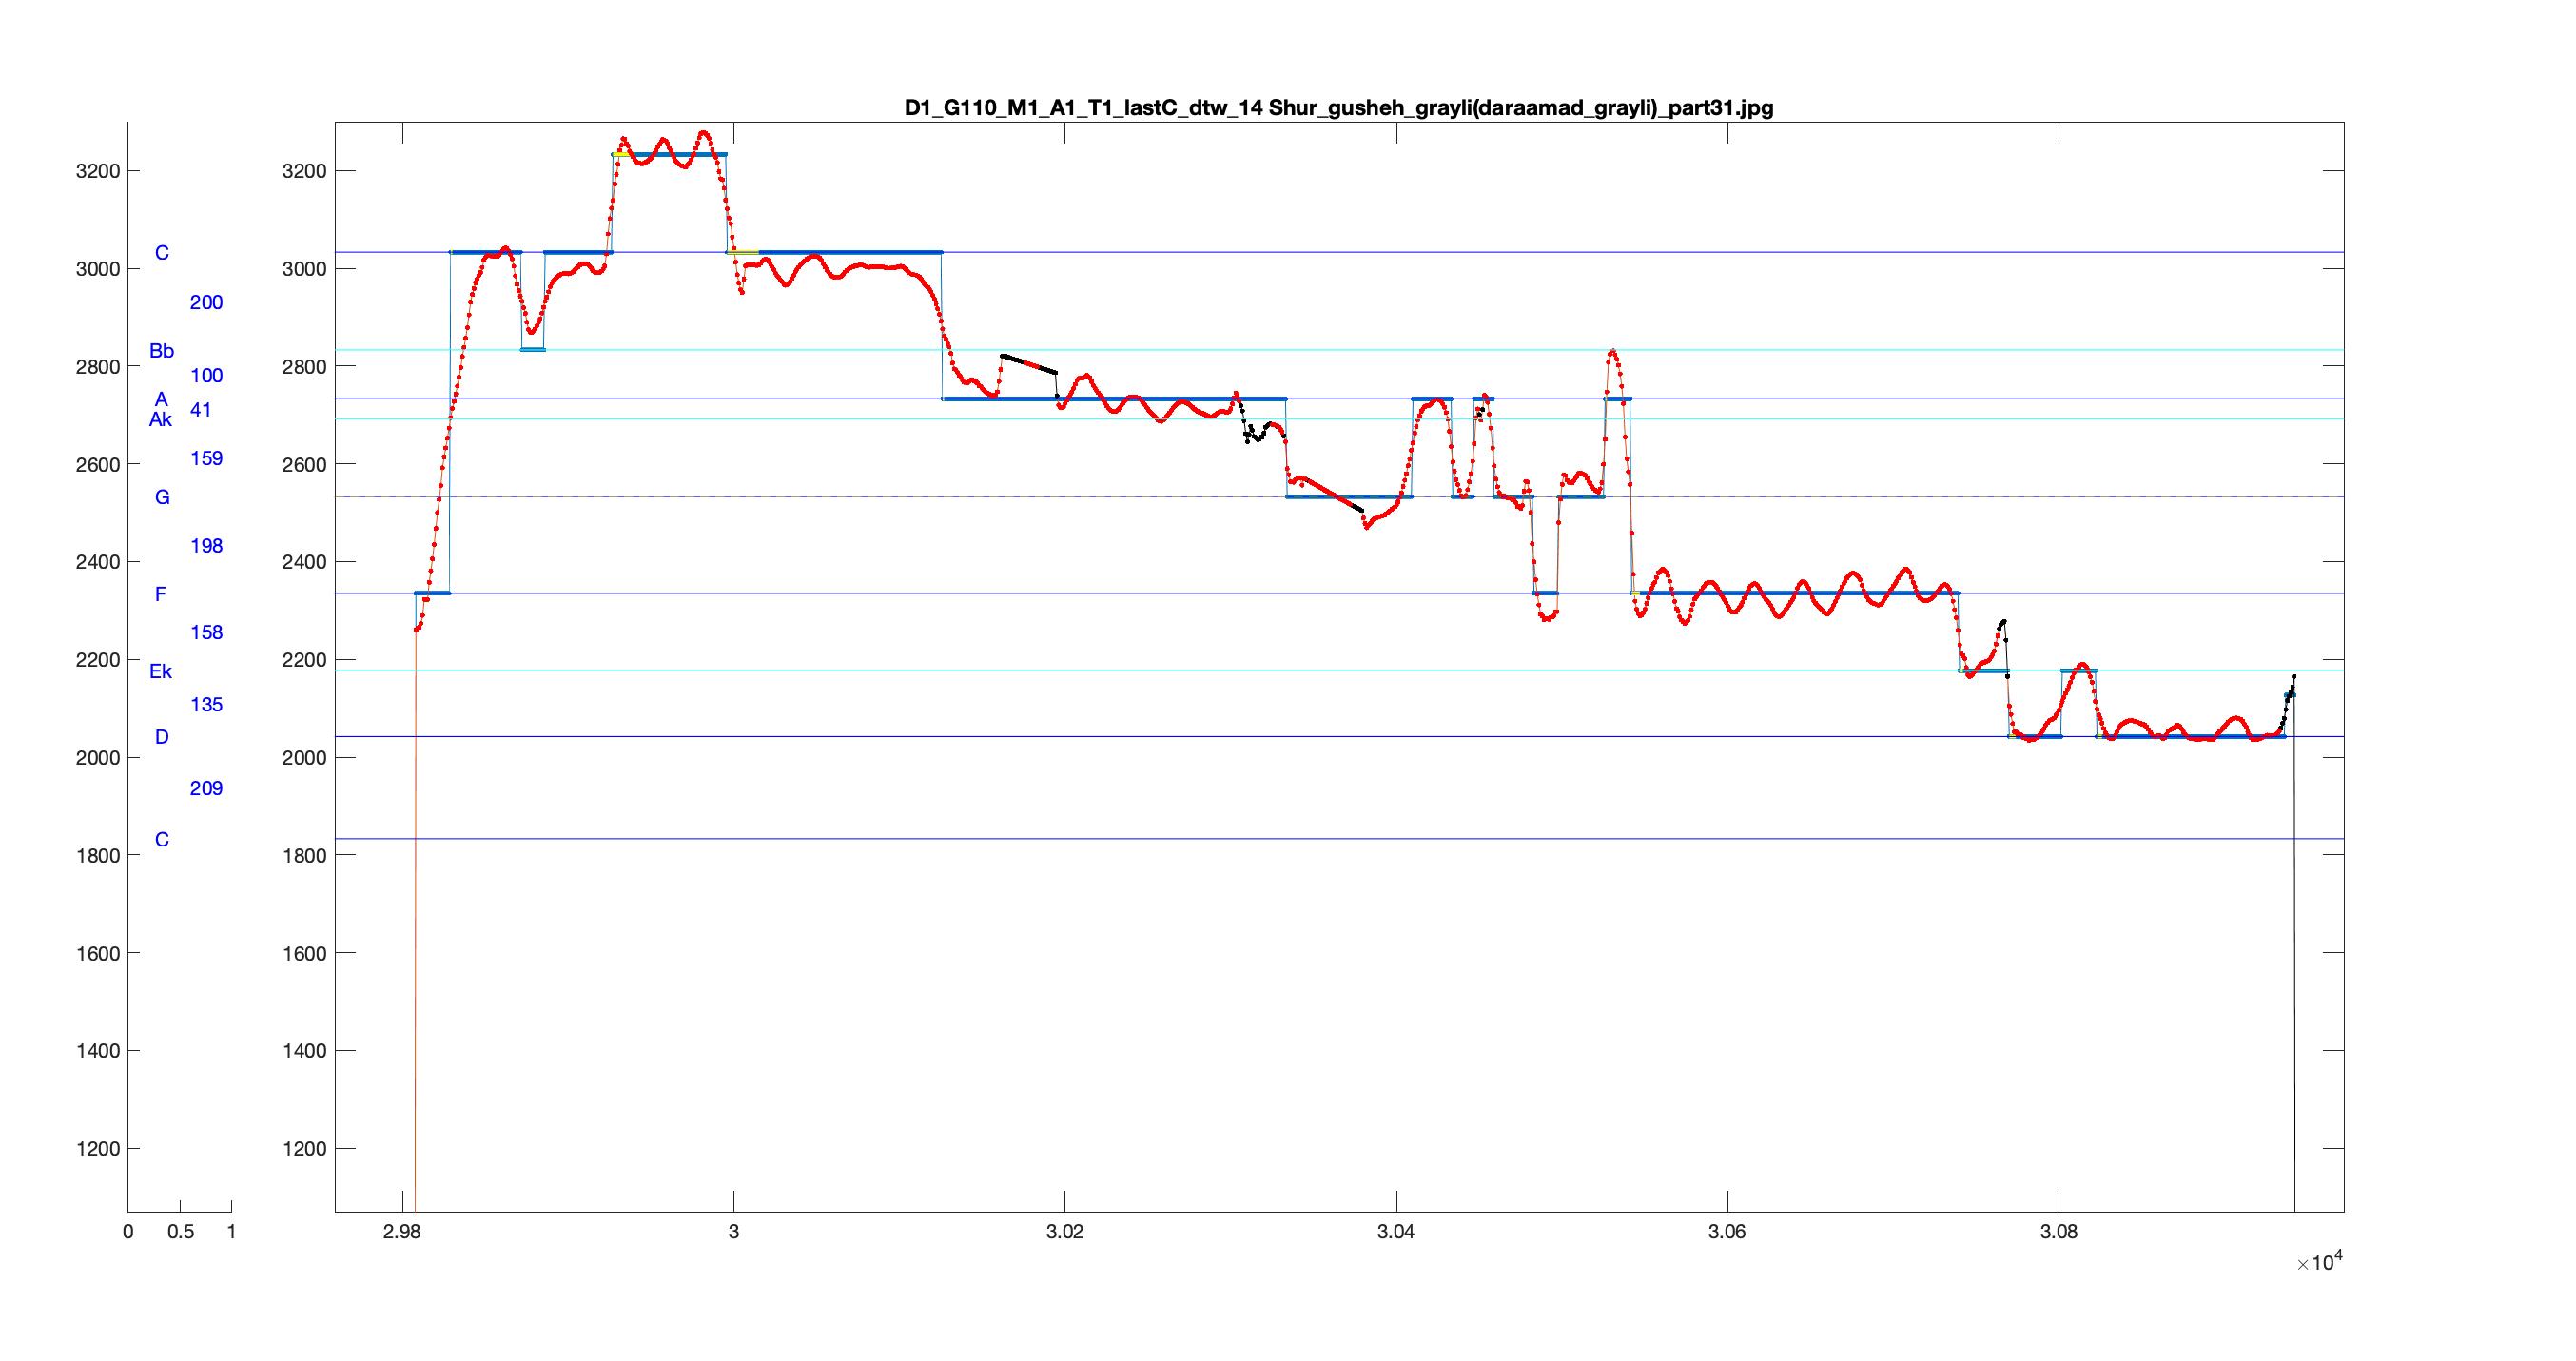 D1_G110_M1_A1_T1_lastC_dtw_14 Shur_gusheh_grayli(daraamad_grayli)_part31.jpg
3200 3200
C
3000 3000
200
Bb
2800 2800
100
A
41
Ak
2600 2600
159
G
198
2400 2400
F
158
2200 2200
Ek
135
D
2000 2000
209
C
1800 1800
1600 1600
1400 1400
1200 1200
0 0.5 1 2.98 3 3.02 3.04 3.06 3.08
×10^4